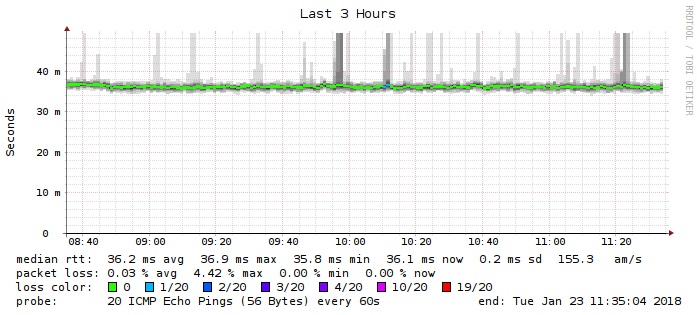 Last 3 Hours
RRDTOOL / TOBI OETIKER
Seconds
40 m
30 m
20 m
10 m
0
08:40 09:00 09:20 09:40 10:00 10:20 10:40 11:00 11:20
median rtt: 36.2 ms avg 36.9 ms max 35.8 ms min 36.1 ms now 0.2 ms sd 155.3 am/s
packet loss: 0.03 % avg 4.42 % max 0.00 % min 0.00 % now
loss color: 0 1/20 2/20 3/20 4/20 10/20 19/20
probe: 20 ICMP Echo Pings (56 Bytes) every 60s end: Tue Jan 23 11:35:04 2018